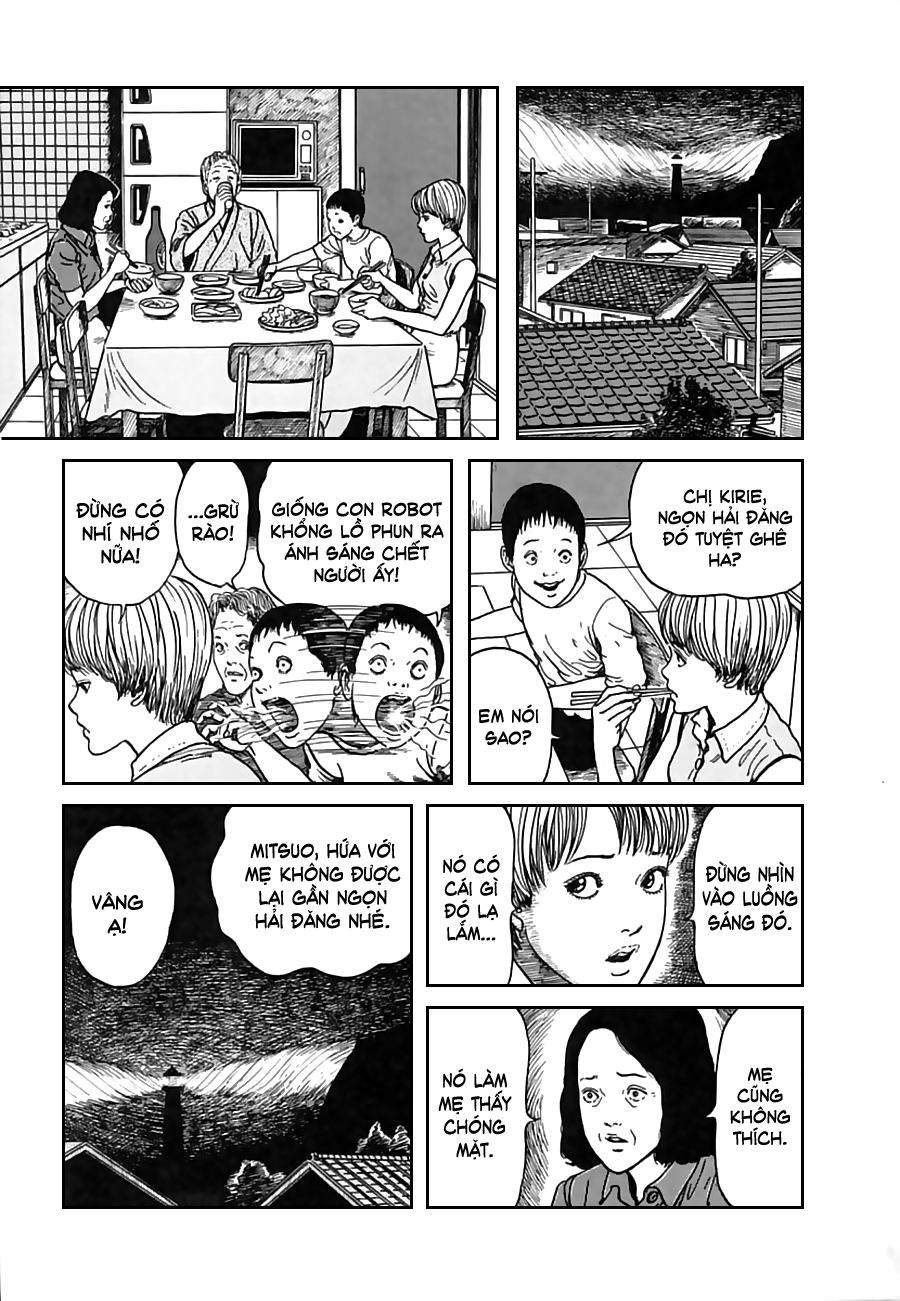 CHỊ KIRIE,
NGỌN HẢI ĐĂNG
ĐÓ TUYỆT GHÊ
HA?
EM NÓI
SAO?
GIỐNG CON ROBOT
KHỔNG LỒ PHUN RA
ÁNH SÁNG CHẾT
NGƯỜI ẤY!
...GRỪ
RÀO!
ĐỪNG CÓ
NHÍ NHỐ
NỮA!
ĐỪNG NHÌN
VÀO LUỒNG
SÁNG ĐÓ.
NÓ CÓ
CÁI GÌ
ĐÓ LẠ
LẮM...
MẸ
CŨNG
KHÔNG
THÍCH.
NÓ LÀM
MẸ THẤY
CHÓNG
MẶT.
MITSUO, HỨA VỚI
MẸ KHÔNG ĐƯỢC
LẠI GẦN NGỌN
HẢI ĐĂNG NHÉ.
VÂNG
Ạ!